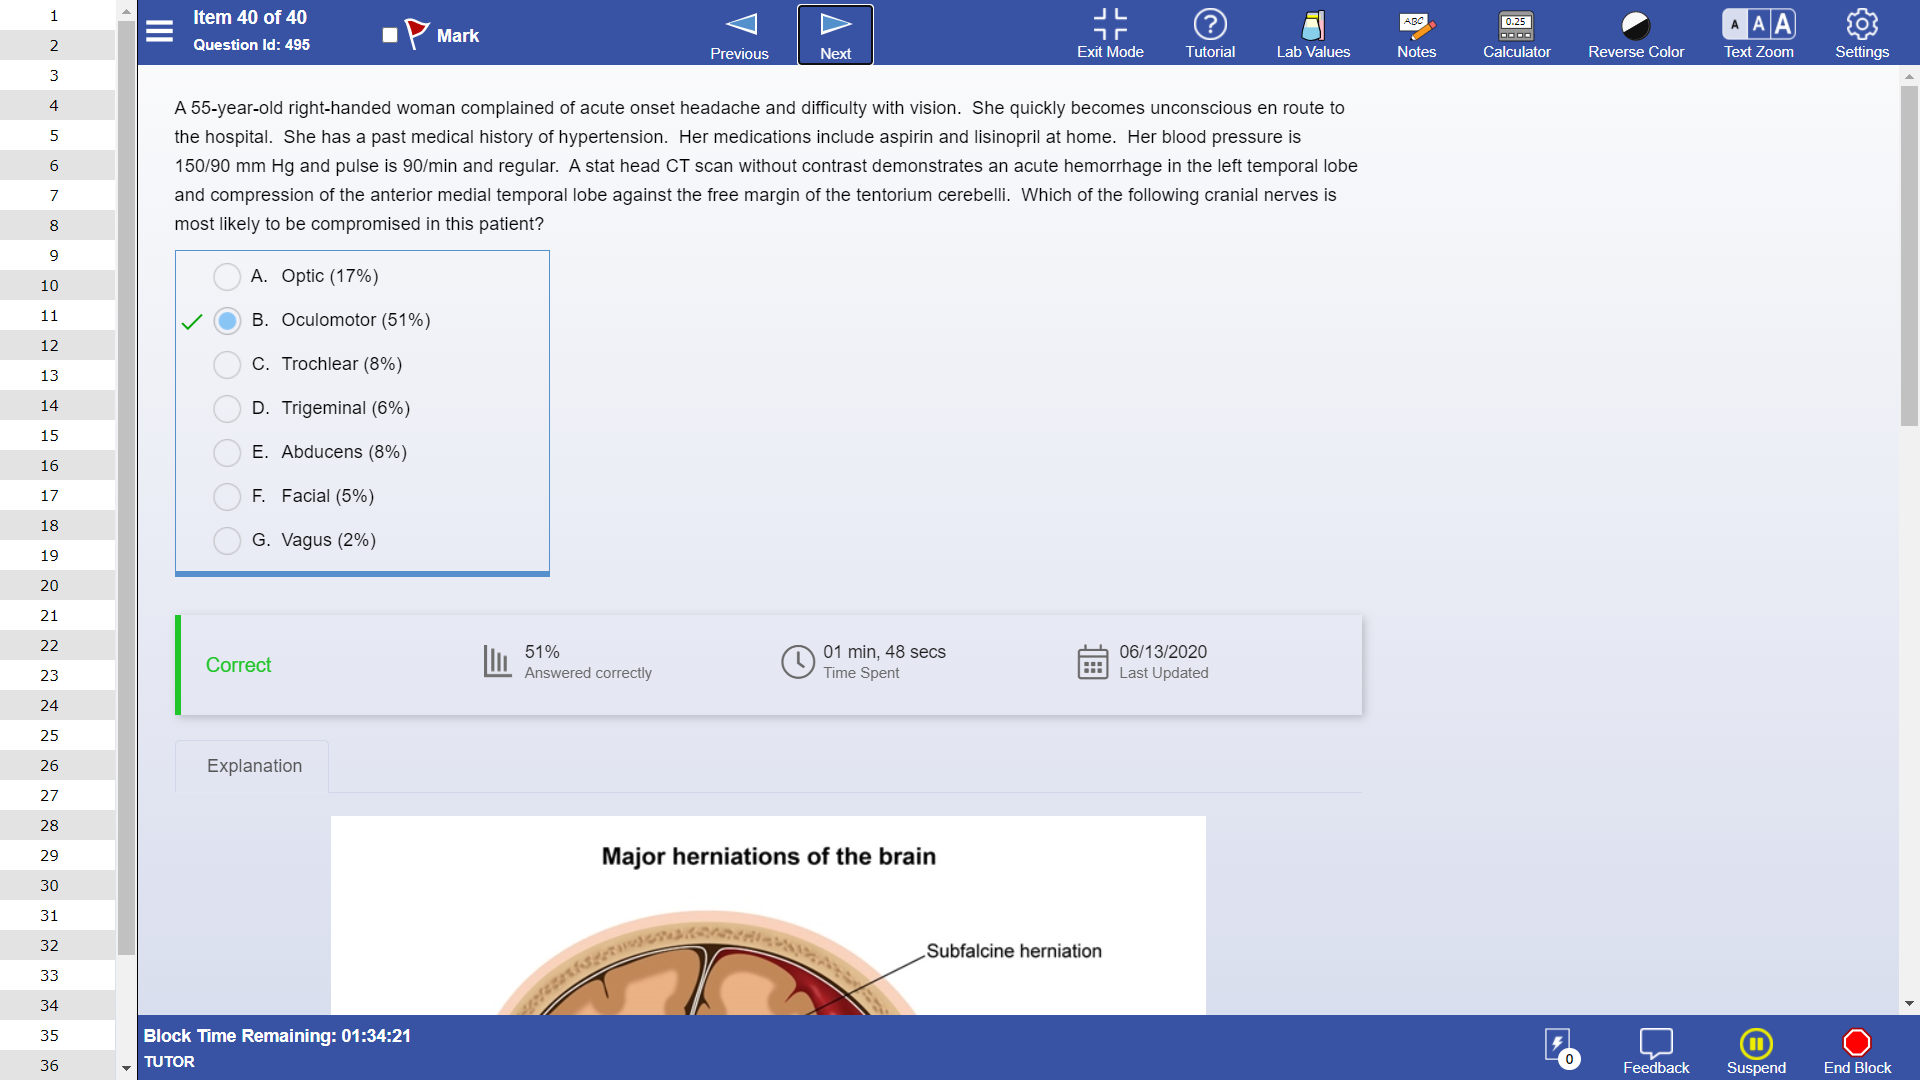 1
2
3
4
5
6
7
8
9
10
11
12
13
14
15
16
17
18
19
20
21
22
23
24
25
26
27
28
29
30
31
32
33
34
35
36
Item 40 of 40
Question Id: 495
Mark
Previous
Next
Exit Mode
Tutorial
Lab Values
ABC
Notes
0.25
Calculator
Reverse Color
A A A
Text Zoom
Settings
A 55-year-old right-handed woman complained of acute onset headache and difficulty with vision. She quickly becomes unconscious en route to
the hospital. She has a past medical history of hypertension. Her medications include aspirin and lisinopril at home. Her blood pressure is
150/90 mm Hg and pulse is 90/min and regular. A stat head CT scan without contrast demonstrates an acute hemorrhage in the left temporal lobe
and compression of the anterior medial temporal lobe against the free margin of the tentorium cerebelli. Which of the following cranial nerves is
most likely to be compromised in this patient?
A. Optic (17%)
B. Oculomotor (51%)
C. Trochlear (8%)
D. Trigeminal (6%)
E. Abducens (8%)
F. Facial (5%)
G. Vagus (2%)
Correct
51%
Answered correctly
01 min, 48 secs
Time Spent
06/13/2020
Last Updated
Explanation
Major herniations of the brain
Subfalcine herniation
Block Time Remaining: 01:34:21
TUTOR
0
Feedback
Suspend
End Block